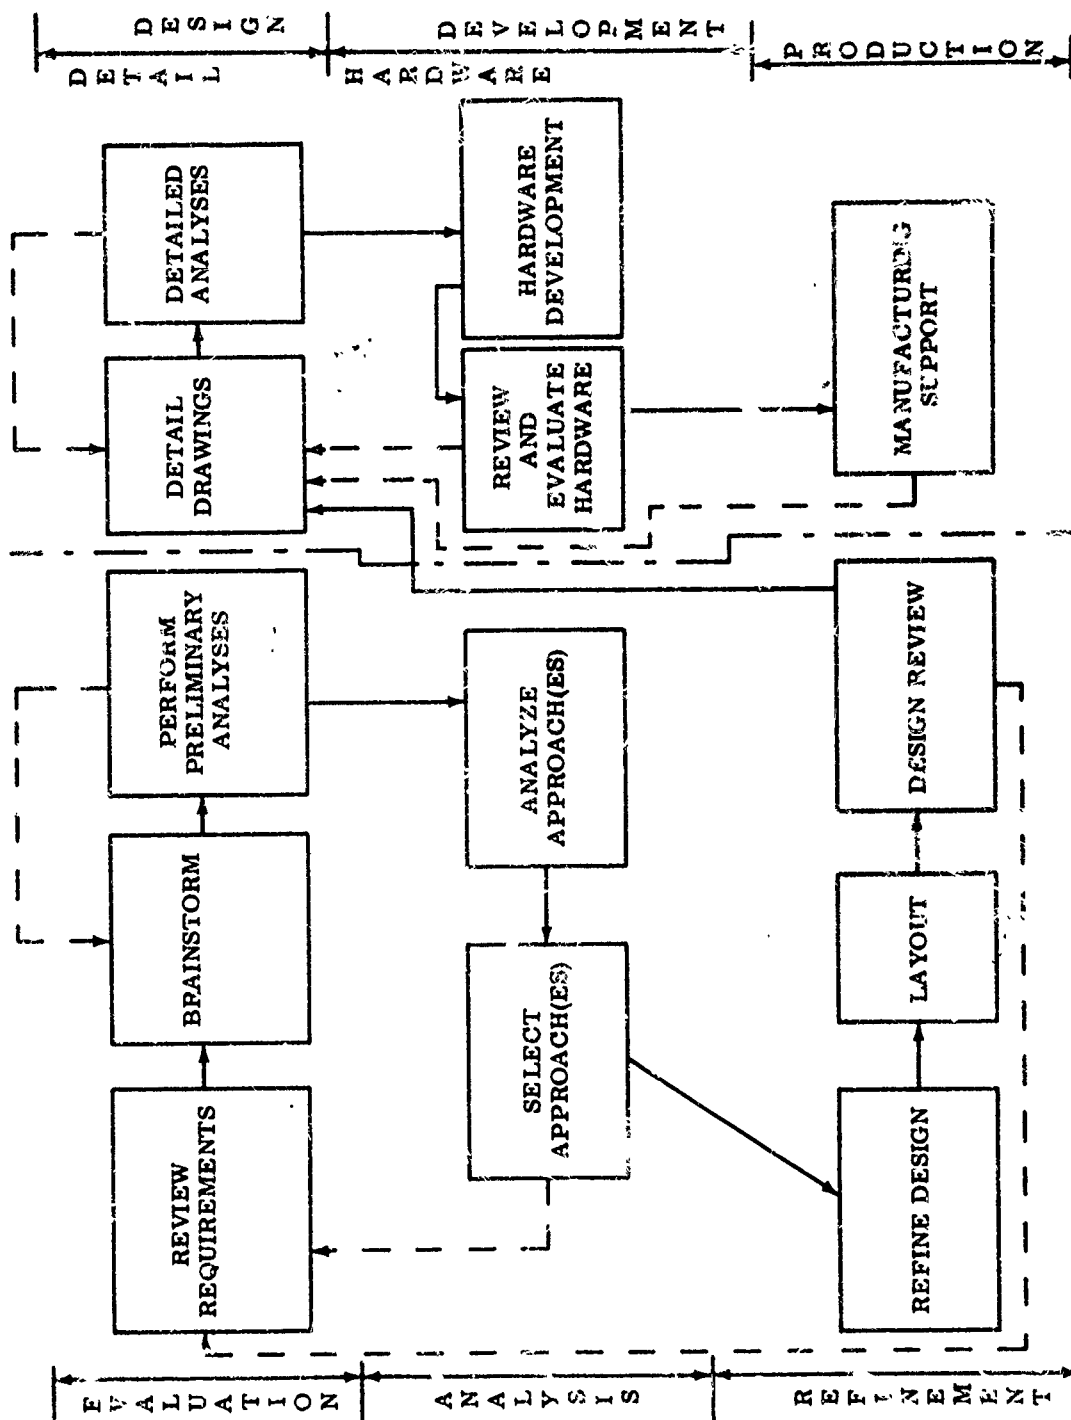 EVALUATION
REVIEW
REQUIREMENTS
BRAINSTORM
PERFORM
PRELIMINARY
ANALYSES
ANALYSIS
SELECT
APPROACH(ES)
ANALYZE
APPROACH(ES)
REFINEMENT
REFINE DESIGN
LAYOUT
DESIGN REVIEW
DETAIL
DESIGN
DETAIL
DRAWINGS
DETAILED
ANALYSES
HARDWARE
DEVELOPMENT
REVIEW
AND
EVALUATE
HARDWARE
HARDWARE
DEVELOPMENT
PRODUCTION
MANUFACTURING
SUPPORT